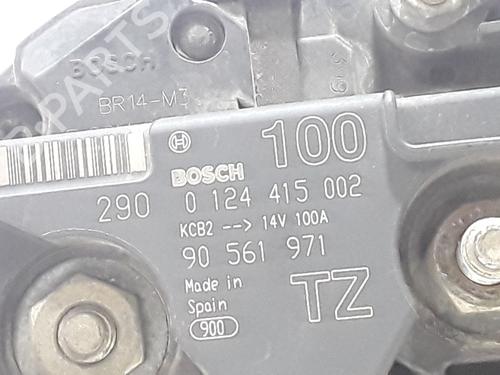 BOSCH
BR14-M3
319
100
BOSCH
290 0 124 415 002
KCB2 --> 14V 100A
90 561 971
Made in
Spain
TZ
900